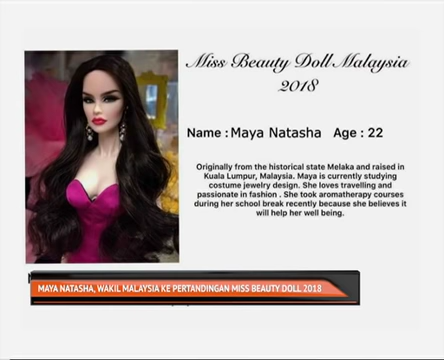 Miss Beauty Doll Malaysia
2018
Name : Maya Natasha Age : 22
Originally from the historical state Melaka and raised in
Kuala Lumpur, Malaysia. Maya is currently studying
costume jewelry design. She loves travelling and
passionate in fashion . She took aromatherapy courses
during her school break recently because she believes it
will help her well being.
MAYA NATASHA, WAKIL MALAYSIA KE PERTANDINGAN MISS BEAUTY DOLL 2018